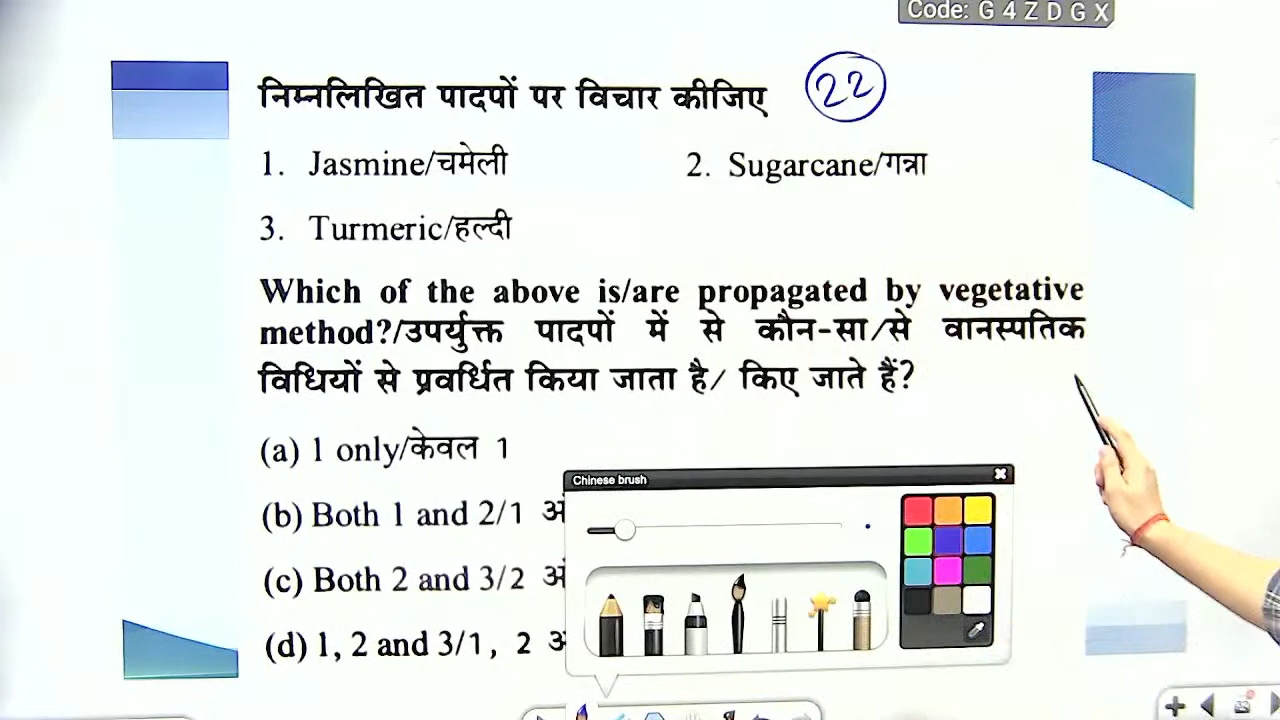 Code: G 4 Z D G X
निम्नलिखित पादपों पर विचार कीजिए 22
1. Jasmine/चमेली 2. Sugarcane/गन्ना
3. Turmeric/हल्दी
Which of the above is/are propagated by vegetative
method?/उपर्युक्त पादपों में से कौन-सा/से वानस्पतिक
विधियों से प्रवर्धित किया जाता है/ किए जाते हैं?
(a) 1 only/केवल 1
Chinese brush
(b) Both 1 and 2/1
(c) Both 2 and 3/2
(d) 1, 2 and 3/1, 2